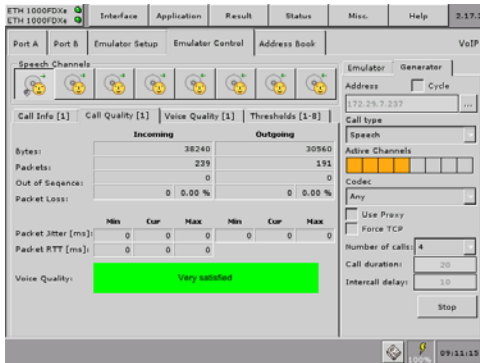 ETH 1000FDXe
ETH 1000FDXe
Interface Application Result Status Misc. Help 2.17.1
Port A Port B Emulator Setup Emulator Control Address Book VoIP
Speech Channels
Call Info [1] Call Quality [1] Voice Quality [1] Thresholds [1-8]
Incoming Outgoing
Bytes: 38240 30560
Packets: 239 191
Out of Seqence: 0 0
Packet Loss: 0 0.00 % 0 0.00 %
Min Cur Max Min Cur Max
Packet Jitter [ms]: 0 0 0 0 0 0
Packet RTT [ms]: 0 0 0
Voice Quality: Very satisfied
Emulator Generator
Address Cycle
172.29.7.237 ...
Call type
Speech
Active Channels
Codec
Any
Use Proxy
Force TCP
Number of calls: 4
Call duration: 20
Intercall delay: 10
Stop
100% 09:11:15